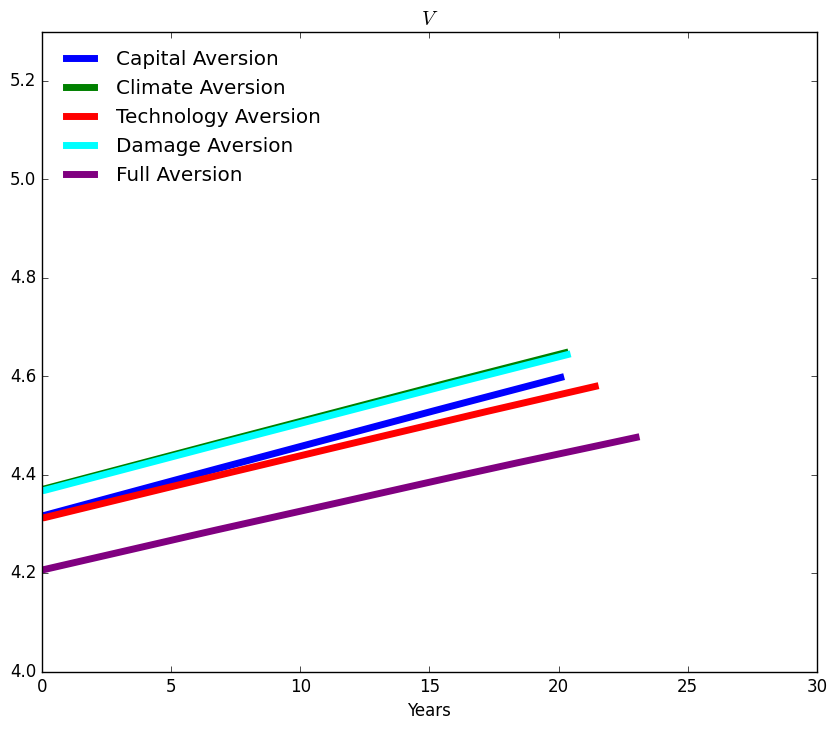 V
5.2
5.0
4.8
4.6
4.4
4.2
4.0
Capital Aversion
Climate Aversion
Technology Aversion
Damage Aversion
Full Aversion
0 5 10 15 20 25 30
Years